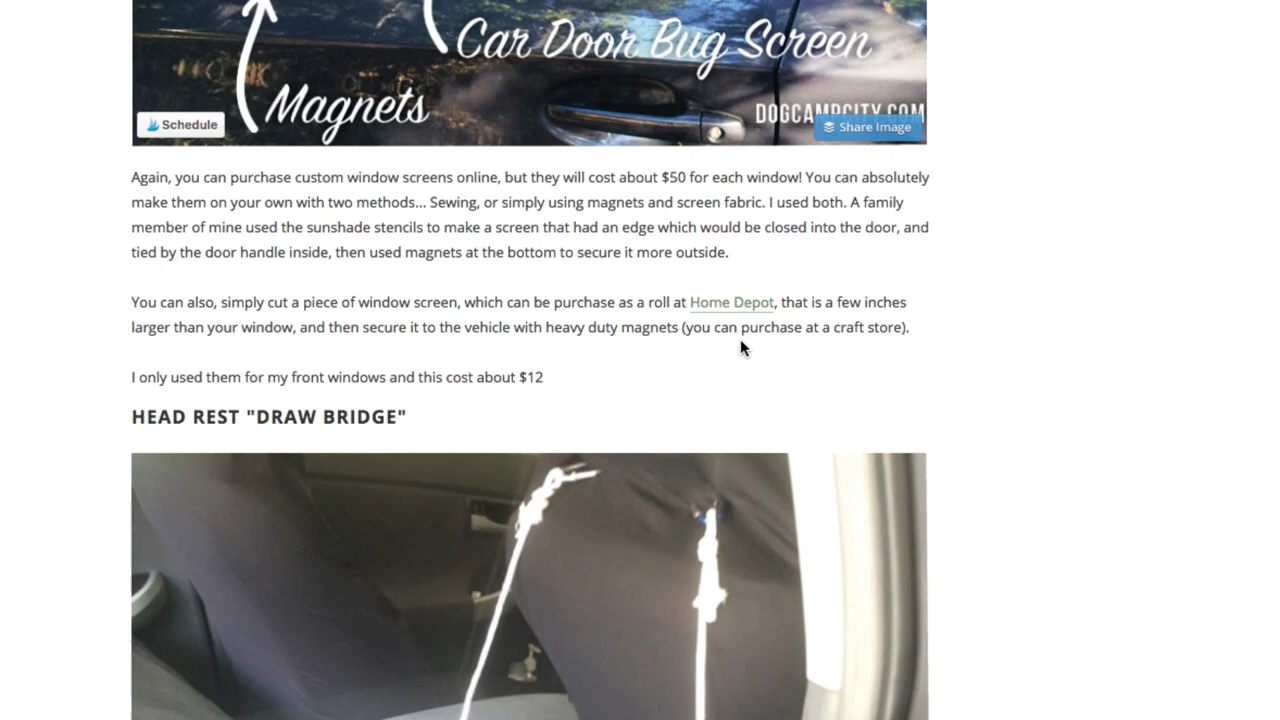 Car Door Bug Screen
Magnets
DOGCAMPCITY.COM
Schedule
Share Image
Again, you can purchase custom window screens online, but they will cost about $50 for each window! You can absolutely
make them on your own with two methods... Sewing, or simply using magnets and screen fabric. I used both. A family
member of mine used the sunshade stencils to make a screen that had an edge which would be closed into the door, and
tied by the door handle inside, then used magnets at the bottom to secure it more outside.
You can also, simply cut a piece of window screen, which can be purchase as a roll at Home Depot, that is a few inches
larger than your window, and then secure it to the vehicle with heavy duty magnets (you can purchase at a craft store).
I only used them for my front windows and this cost about $12
HEAD REST "DRAW BRIDGE"